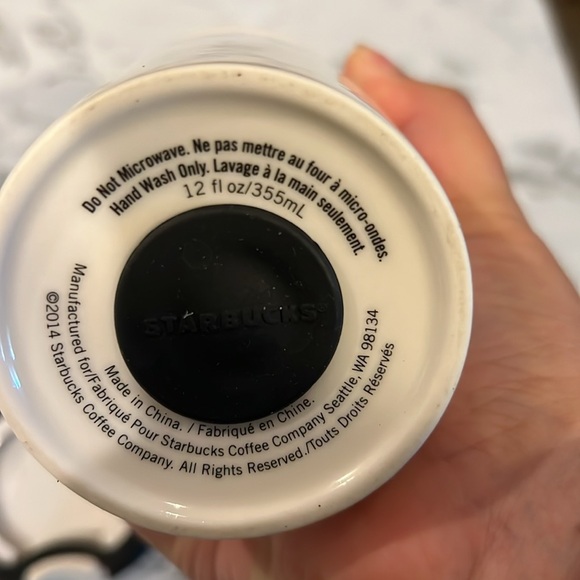 Do Not Microwave. Ne pas mettre au four à micro-ondes.
Hand Wash Only. Lavage à la main seulement.
12 fl oz/355mL
STARBUCKS®
Made in China. / Fabriqué en Chine.
Manufactured for/Fabriqué Pour Starbucks Coffee Company Seattle, WA 98134
©2014 Starbucks Coffee Company. All Rights Reserved./Touts Droits Réservés